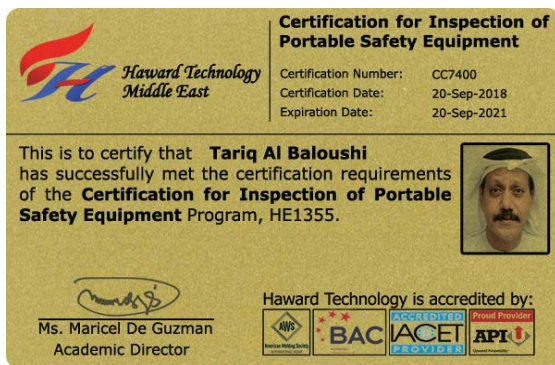 Haward Technology
Middle East
Certification for Inspection of
Portable Safety Equipment
Certification Number: CC7400
Certification Date: 20-Sep-2018
Expiration Date: 20-Sep-2021
This is to certify that Tariq Al Baloushi
has successfully met the certification requirements
of the Certification for Inspection of Portable
Safety Equipment Program, HE1355.
Ms. Maricel De Guzman
Academic Director
Haward Technology is accredited by:
AWS
American Welding Society
BAC
ACCREDITED
IACET
PROVIDER
Proud Provider
API